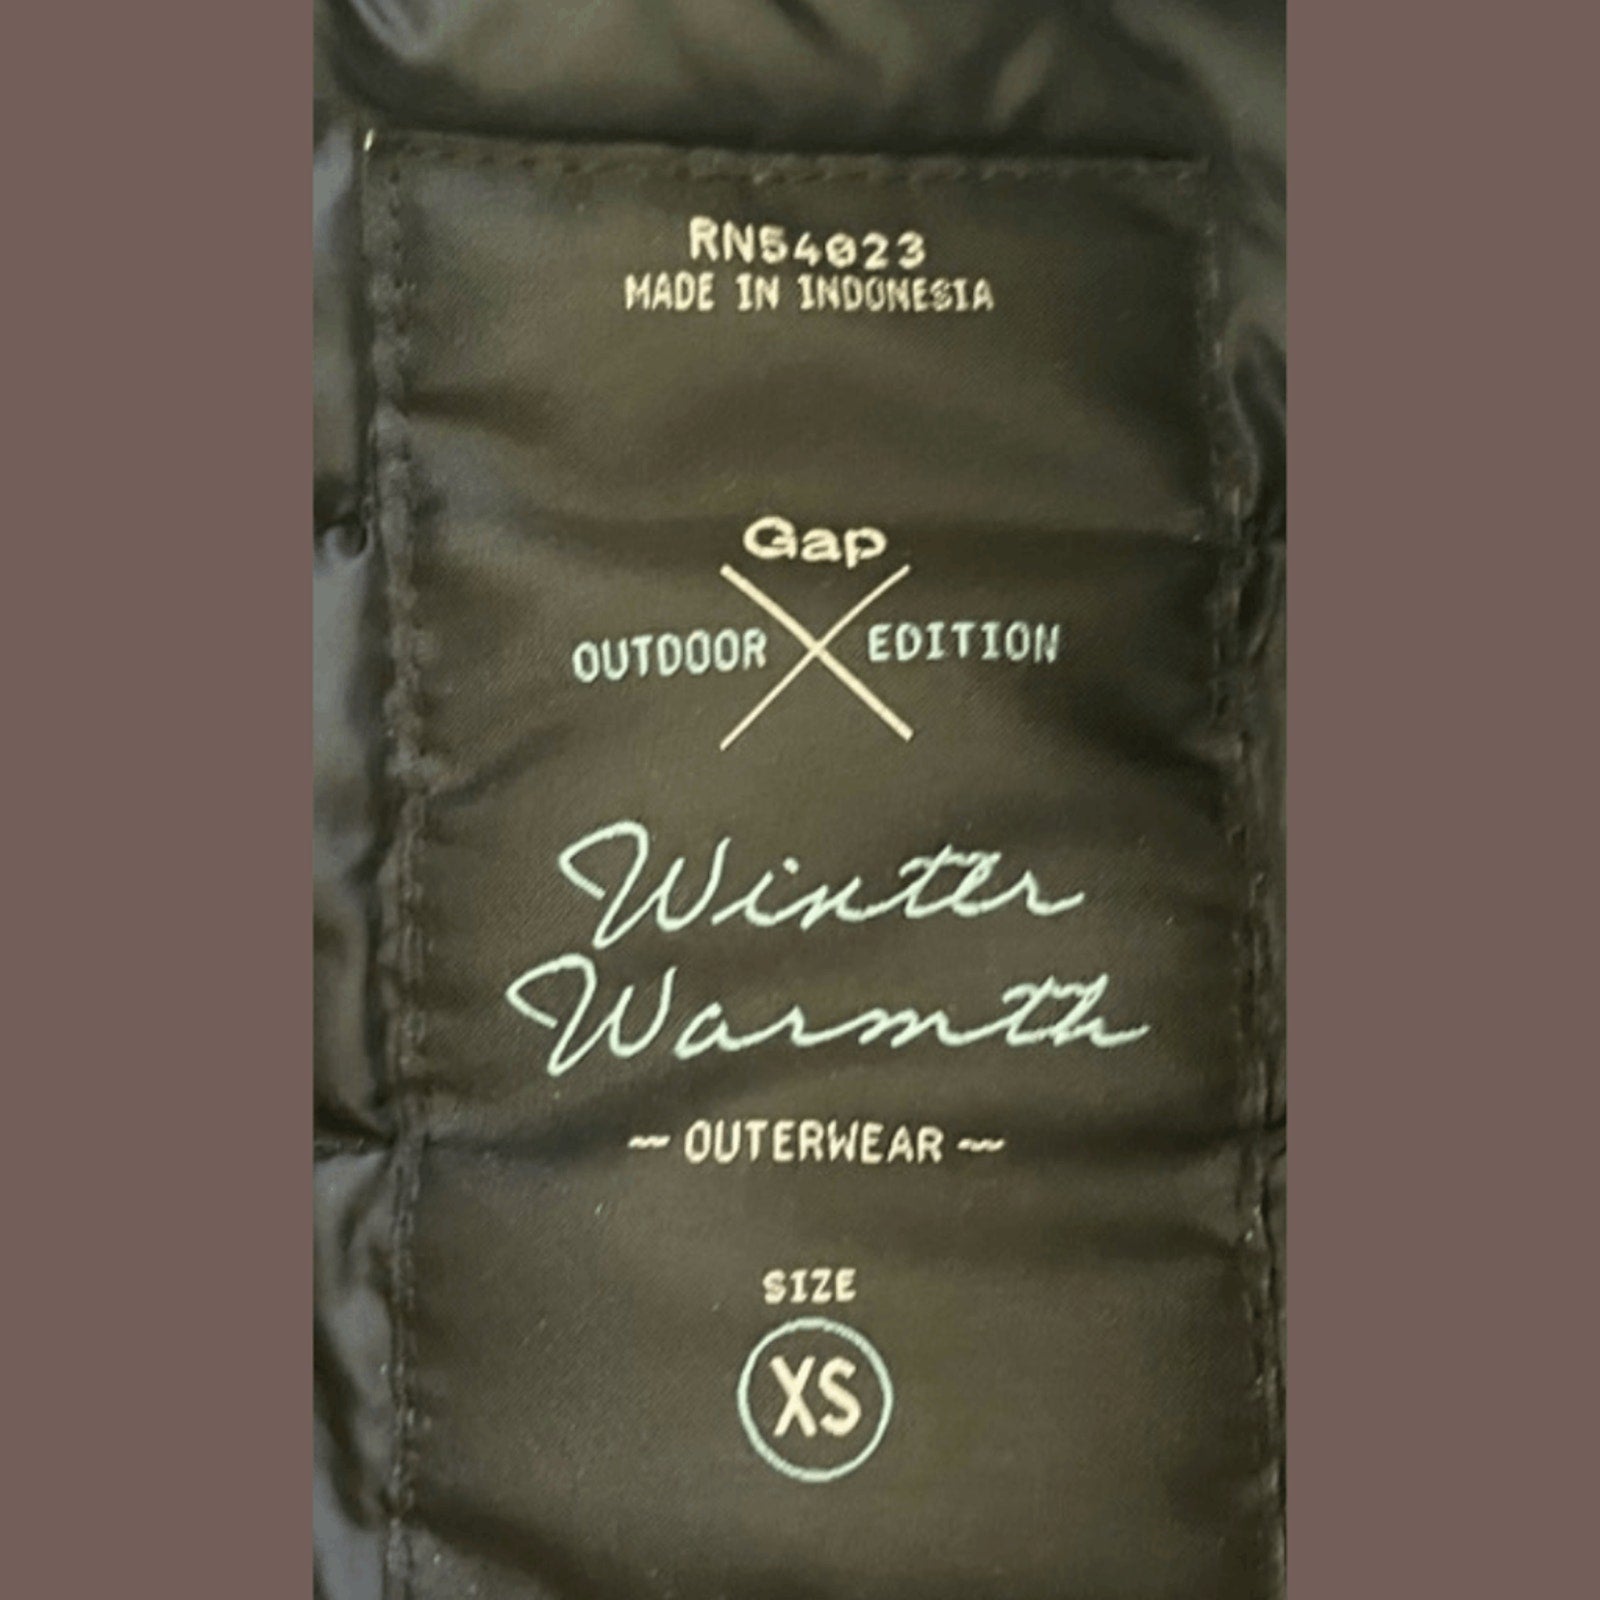 RN54023
MADE IN INDONESIA
Gap
OUTDOOR EDITION
Winter
Warmth
~ OUTERWEAR ~
SIZE
XS